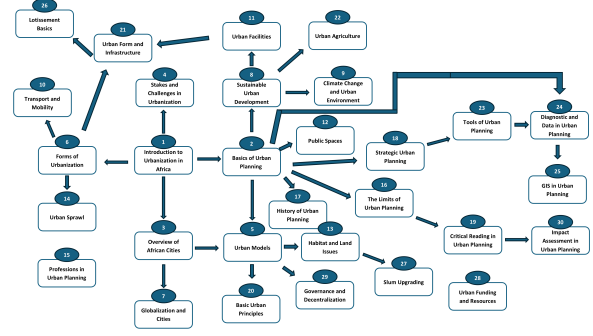 26
Lotissement
Basics
21
Urban Form and
Infrastructure
11
Urban Facilities
22
Urban Agriculture
10
Transport and
Mobility
4
Stakes and
Challenges in
Urbanization
8
Sustainable
Urban
Development
9
Climate Change
and Urban
Environment
23
Tools of Urban
Planning
24
Diagnostic and
Data in Urban
Planning
6
Forms of
Urbanization
1
Introduction to
Urbanization in
Africa
2
Basics of Urban
Planning
12
Public Spaces
18
Strategic Urban
Planning
25
GIS in Urban
Planning
14
Urban Sprawl
17
History of Urban
Planning
16
The Limits of
Urban Planning
3
Overview of
African Cities
5
Urban Models
13
Habitat and Land
Issues
19
Critical Reading in
Urban Planning
30
Impact
Assessment in
Urban Planning
15
Professions in
Urban Planning
7
Globalization and
Cities
20
Basic Urban
Principles
29
Governance and
Decentralization
27
Slum Upgrading
28
Urban Funding
and Resources